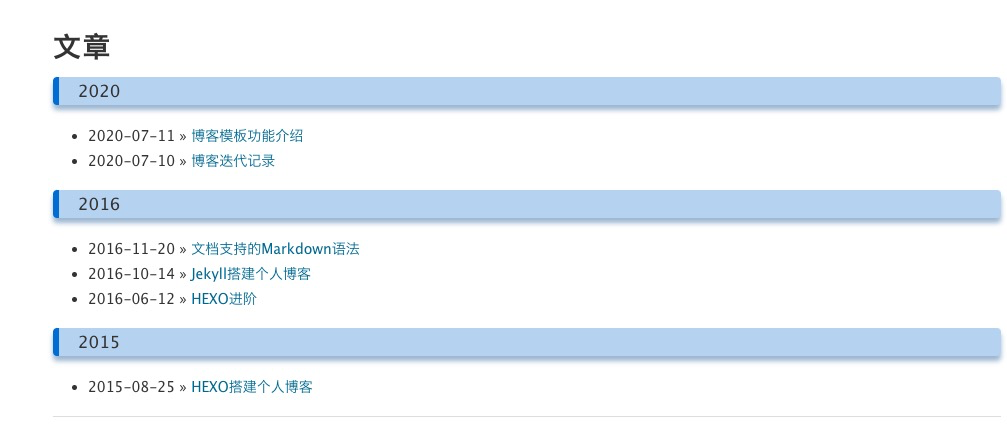 文章
2020
2020-07-11 » 博客模板功能介绍
2020-07-10 » 博客迭代记录
2016
2016-11-20 » 文档支持的Markdown语法
2016-10-14 » Jekyll搭建个人博客
2016-06-12 » HEXO进阶
2015
2015-08-25 » HEXO搭建个人博客